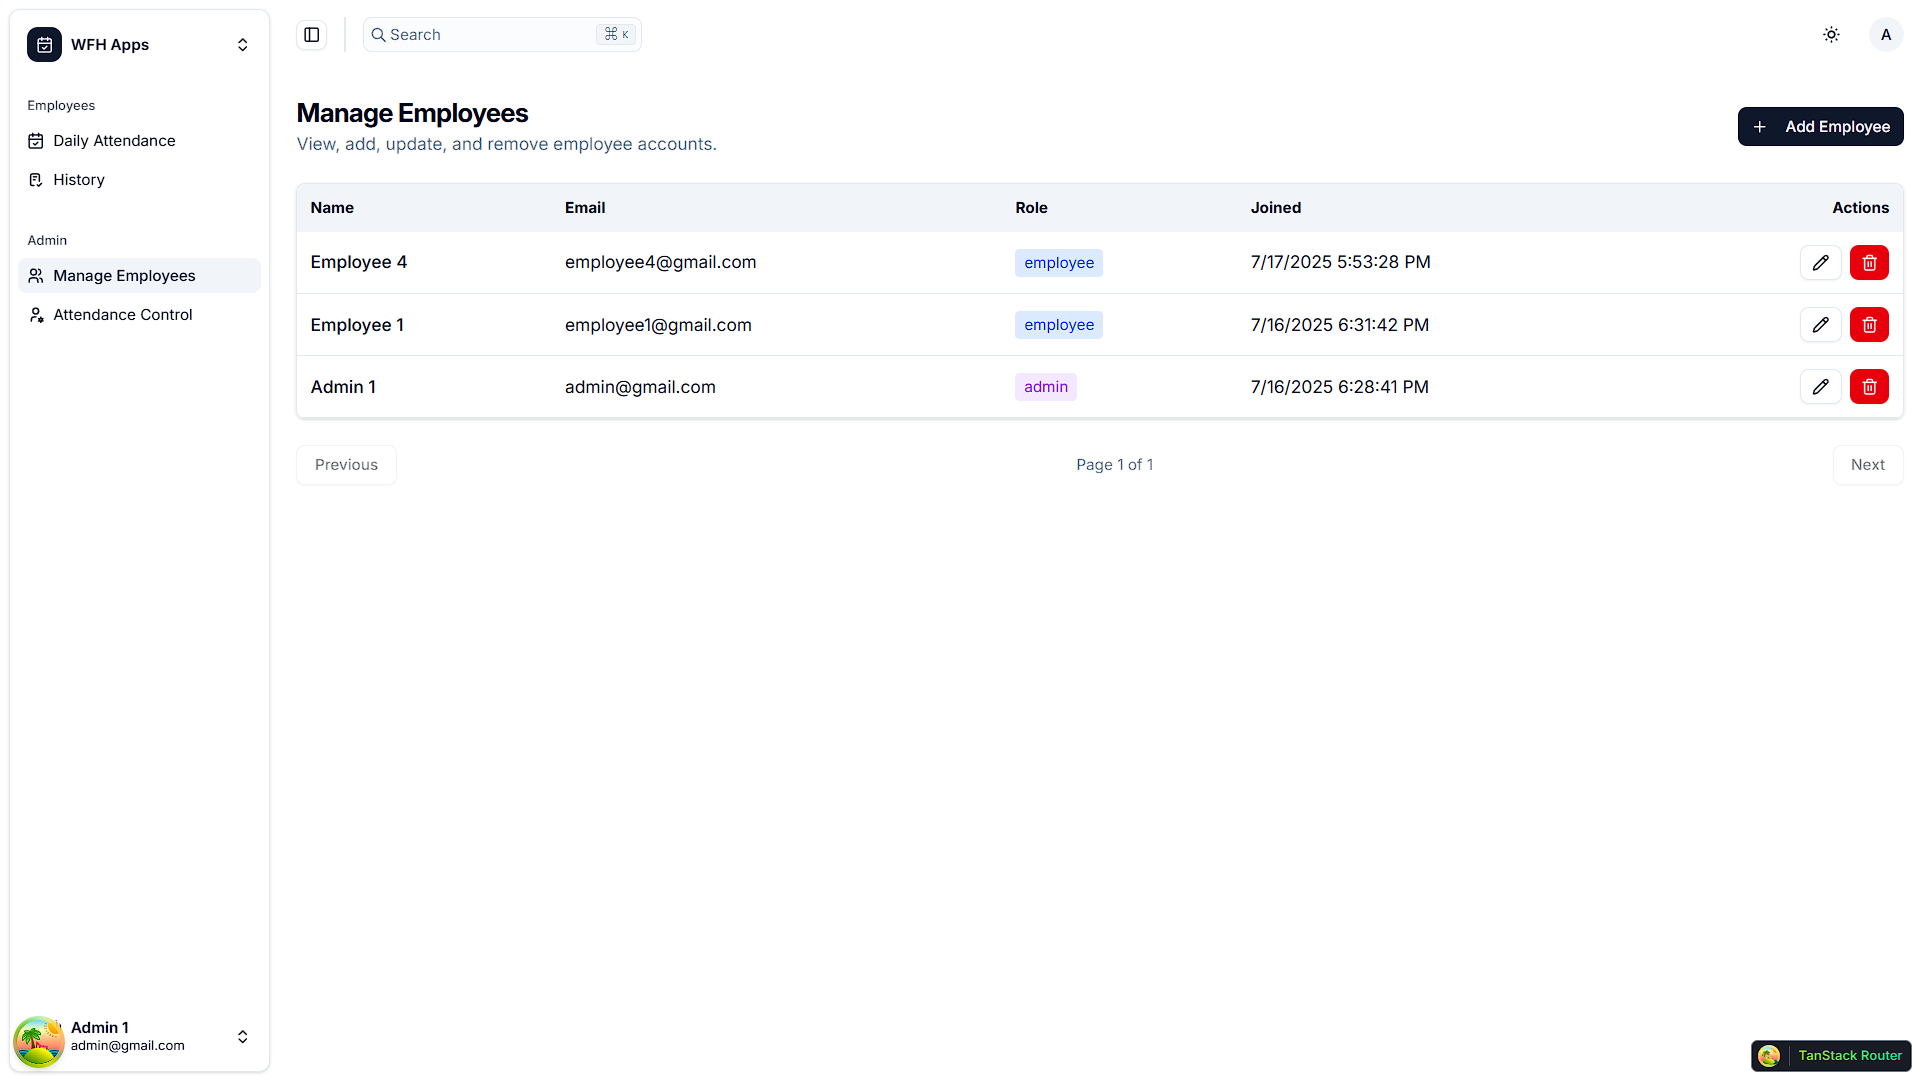 WFH Apps
Search
⌘ K
A
Employees
Daily Attendance
History
Admin
Manage Employees
Attendance Control
Manage Employees
View, add, update, and remove employee accounts.
Add Employee
Name Email Role Joined Actions
Employee 4 employee4@gmail.com employee 7/17/2025 5:53:28 PM
Employee 1 employee1@gmail.com employee 7/16/2025 6:31:42 PM
Admin 1 admin@gmail.com admin 7/16/2025 6:28:41 PM
Previous Page 1 of 1 Next
Admin 1
admin@gmail.com
TanStack Router